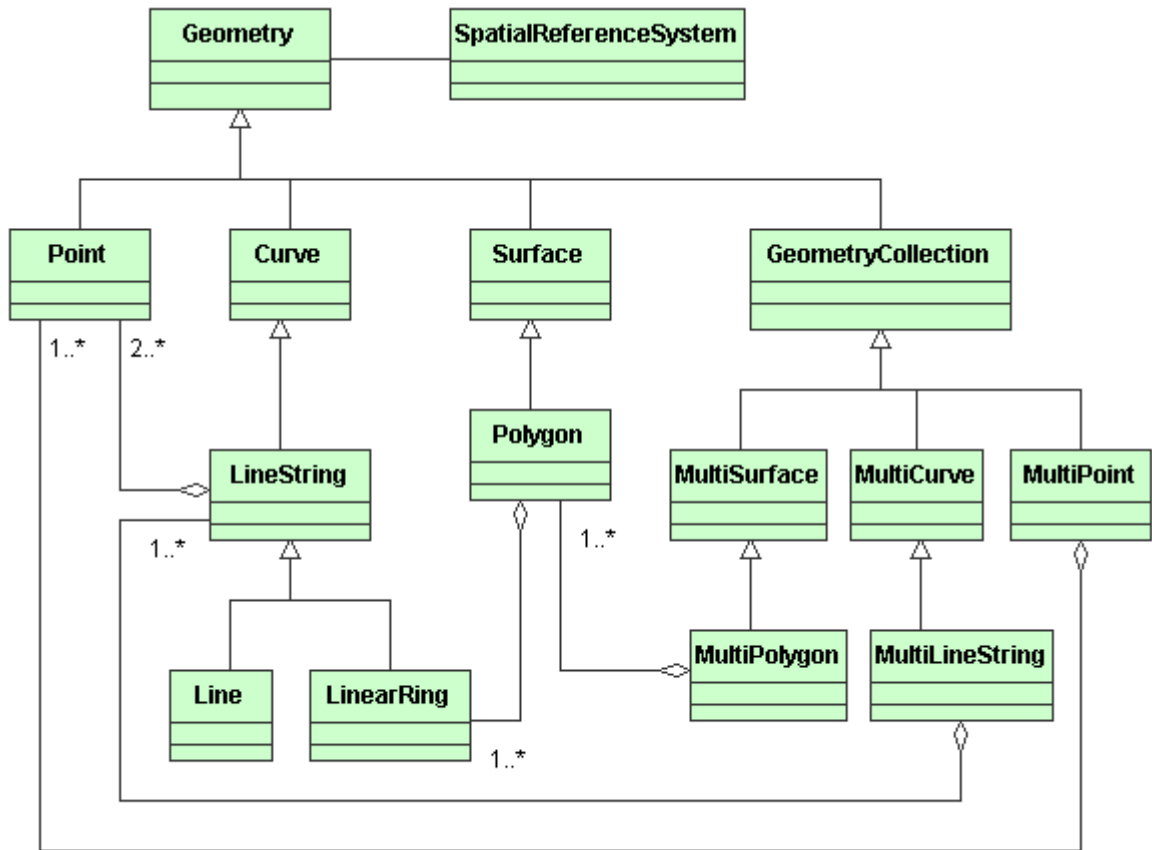 Geometry
SpatialReferenceSystem
Point
Curve
Surface
GeometryCollection
1..*
2..*
Polygon
LineString
MultiSurface
MultiCurve
MultiPoint
1..*
1..*
MultiPolygon
MultiLineString
Line
LinearRing
1..*